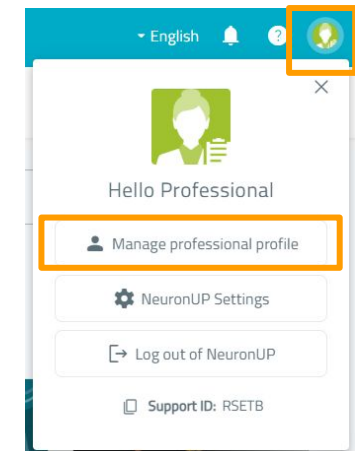 English ?
Hello Professional
Manage professional profile
NeuronUP Settings
Log out of NeuronUP
Support ID: RSETB